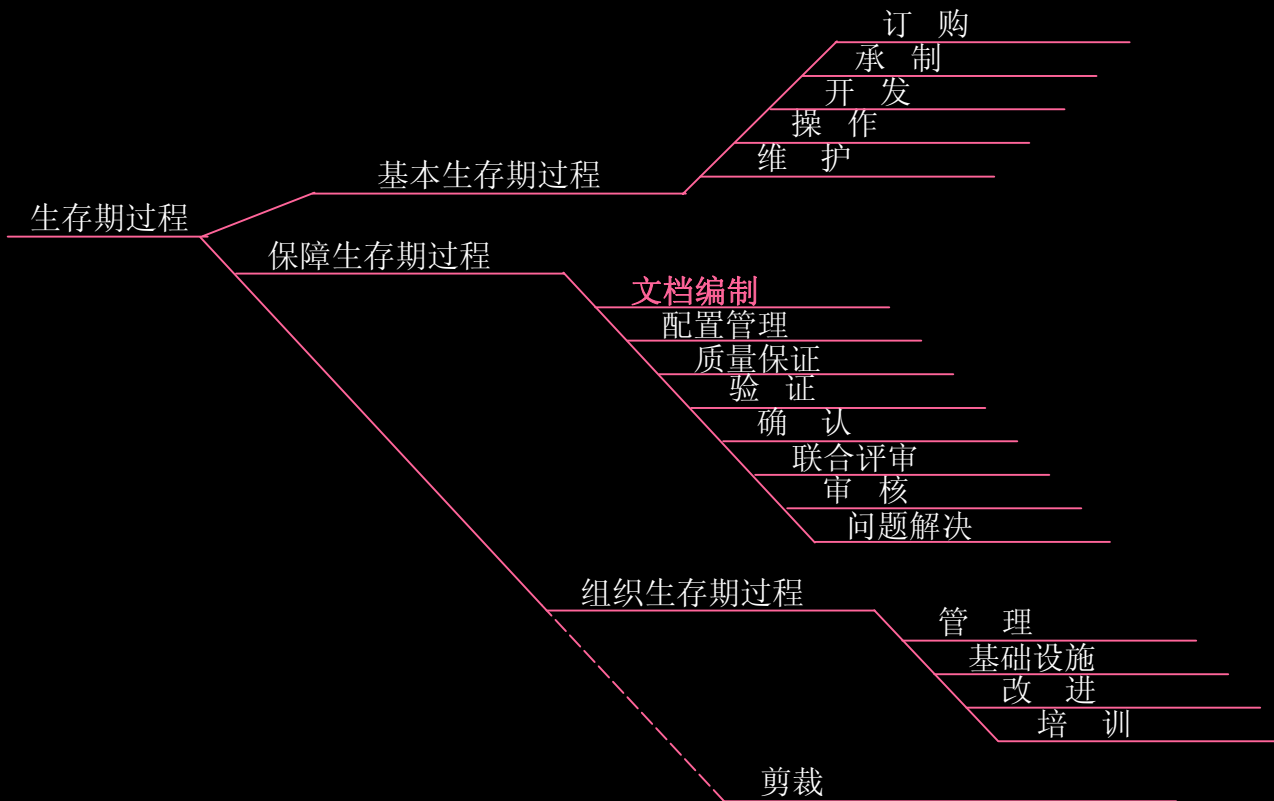 订 购
承 制
开 发
操 作
维 护
基本生存期过程
生存期过程
保障生存期过程
文档编制
配置管理
质量保证
验 证
确 认
联合评审
审 核
问题解决
组织生存期过程
管 理
基础设施
改 进
培 训
剪裁